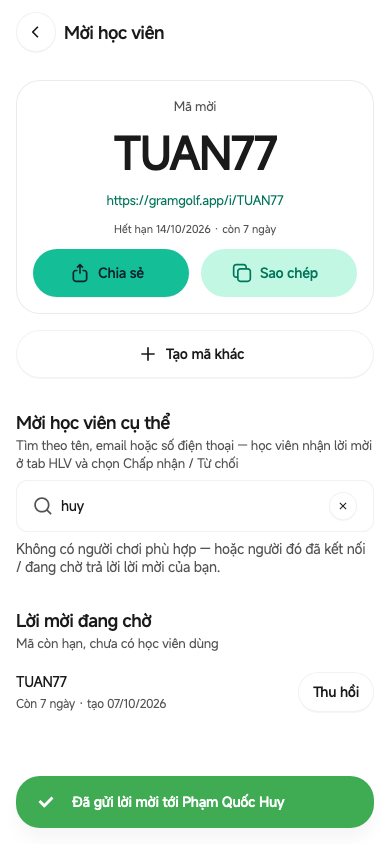 Mời học viên
Mã mời
TUAN77
https://gramgolf.app/i/TUAN77
Hết hạn 14/10/2026 · còn 7 ngày
Chia sẻ
Sao chép
Tạo mã khác
Mời học viên cụ thể
Tìm theo tên, email hoặc số điện thoại — học viên nhận lời mời
ở tab HLV và chọn Chấp nhận / Từ chối
huy
Không có người chơi phù hợp — hoặc người đó đã kết nối
/ đang chờ trả lời lời mời của bạn.
Lời mời đang chờ
Mã còn hạn, chưa có học viên dùng
TUAN77
Còn 7 ngày · tạo 07/10/2026
Thu hồi
Đã gửi lời mời tới Phạm Quốc Huy